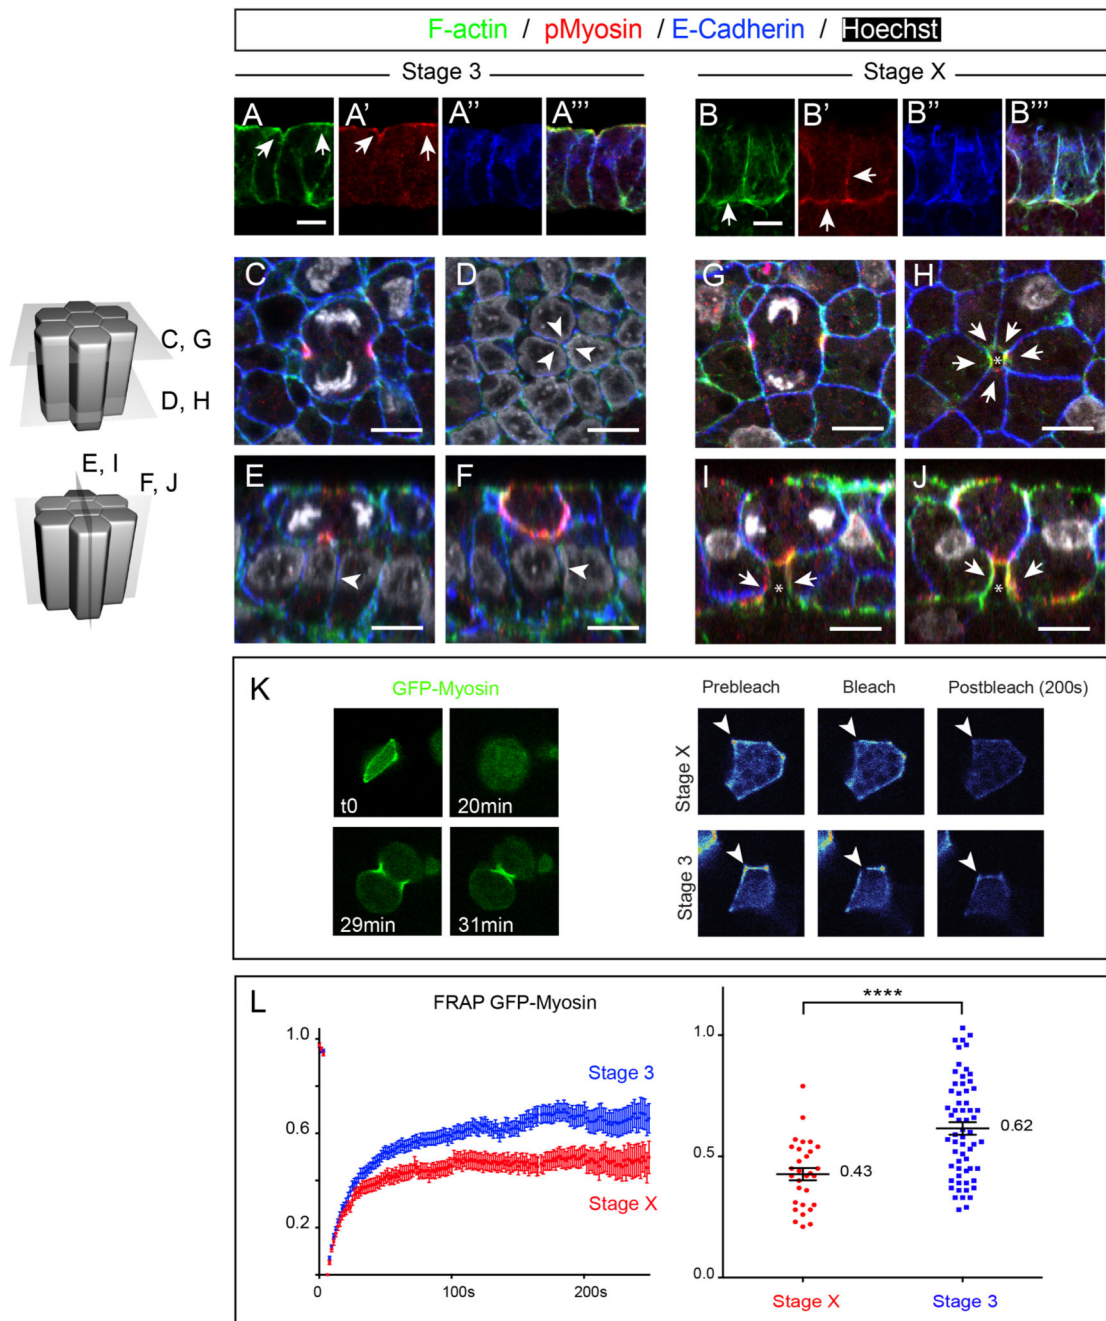 F-actin / pMyosin / E-Cadherin / Hoechst
Stage 3
Stage X
A A' A'' A'''
B B' B'' B'''
C D
G H
C, G
D, H
E, I
F, J
E F
I J
*
* *
K
GFP-Myosin
t0
20min
29min
31min
Prebleach Bleach Postbleach (200s)
Stage X
Stage 3
L
FRAP GFP-Myosin
1.0
0.6
0.2
0 100s 200s
Stage 3
Stage X
****
1.0
0.5
0.0
0.43
0.62
Stage X Stage 3